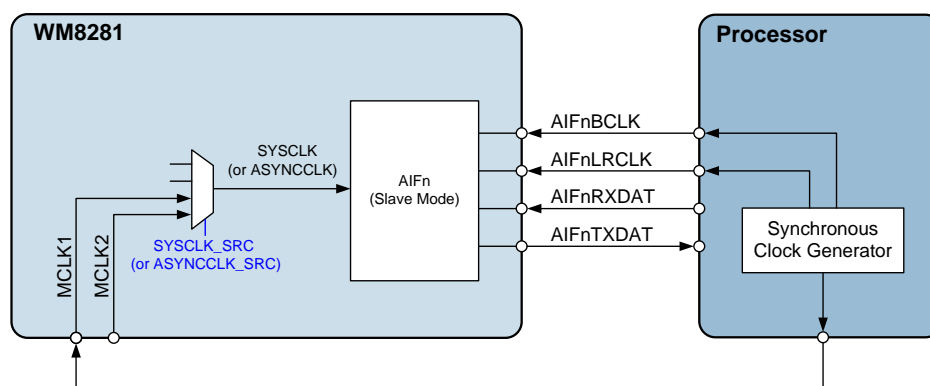 WM8281
Processor
SYSCLK
(or ASYNCCLK)
AIFn
(Slave Mode)
AIFnBCLK
AIFnLRCLK
AIFnRXDAT
AIFnTXDAT
Synchronous
Clock Generator
SYSCLK_SRC
(or ASYNCCLK_SRC)
MCLK1
MCLK2